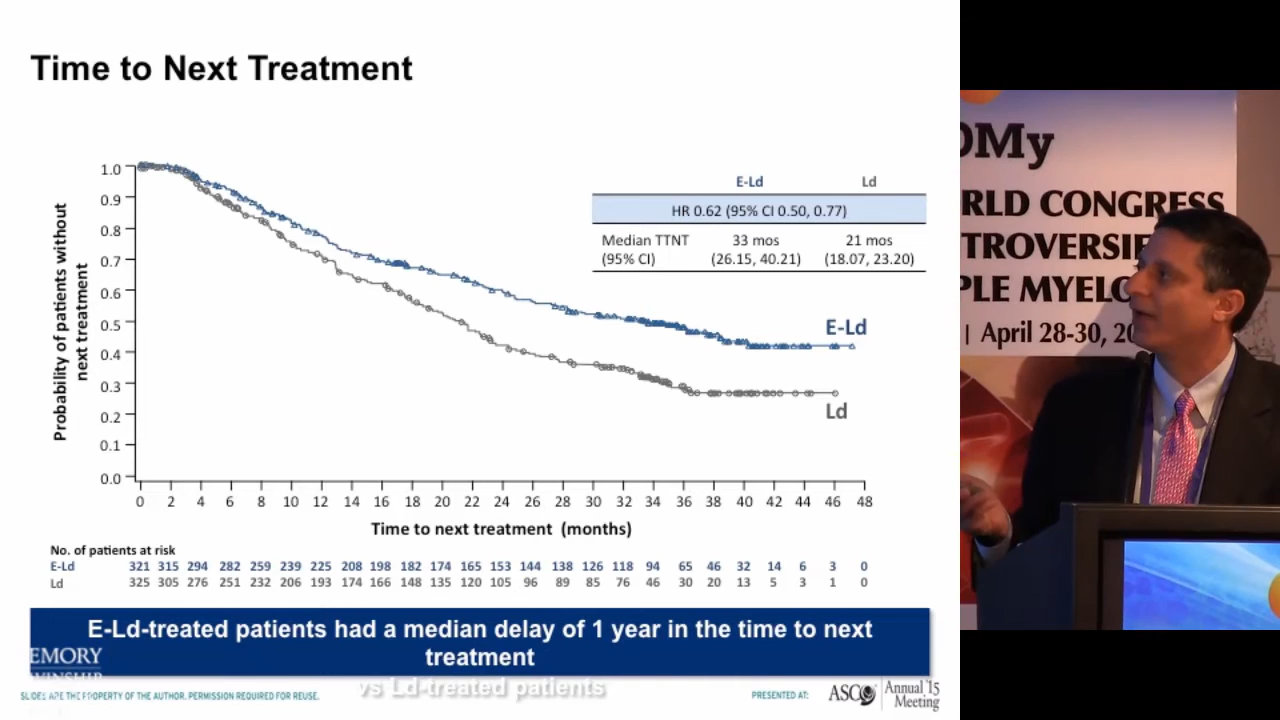 Time to Next Treatment
Probability of patients without
next treatment
1.0
0.9
0.8
0.7
0.6
0.5
0.4
0.3
0.2
0.1
0.0
0 2 4 6 8 10 12 14 16 18 20 22 24 26 28 30 32 34 36 38 40 42 44 46 48
Time to next treatment (months)
E-Ld Ld
HR 0.62 (95% CI 0.50, 0.77)
Median TTNT 33 mos 21 mos
(95% CI) (26.15, 40.21) (18.07, 23.20)
E-Ld
Ld
No. of patients at risk
E-Ld 321 315 294 282 259 239 225 208 198 182 174 165 153 144 138 126 118 94 65 46 32 14 6 3 0
Ld 325 305 276 251 232 206 193 174 166 148 135 120 105 96 89 85 76 46 30 20 13 5 3 1 0
E-Ld-treated patients had a median delay of 1 year in the time to next
treatment
vs Ld-treated patients
EMORY
SLIDES ARE THE PROPERTY OF THE AUTHOR. PERMISSION REQUIRED FOR REUSE.
PRESENTED AT:
ASCO Annual '15
Meeting
OMy
RLD CONGRESS
TROVERSIE
PLE MYELO
| April 28-30, 20